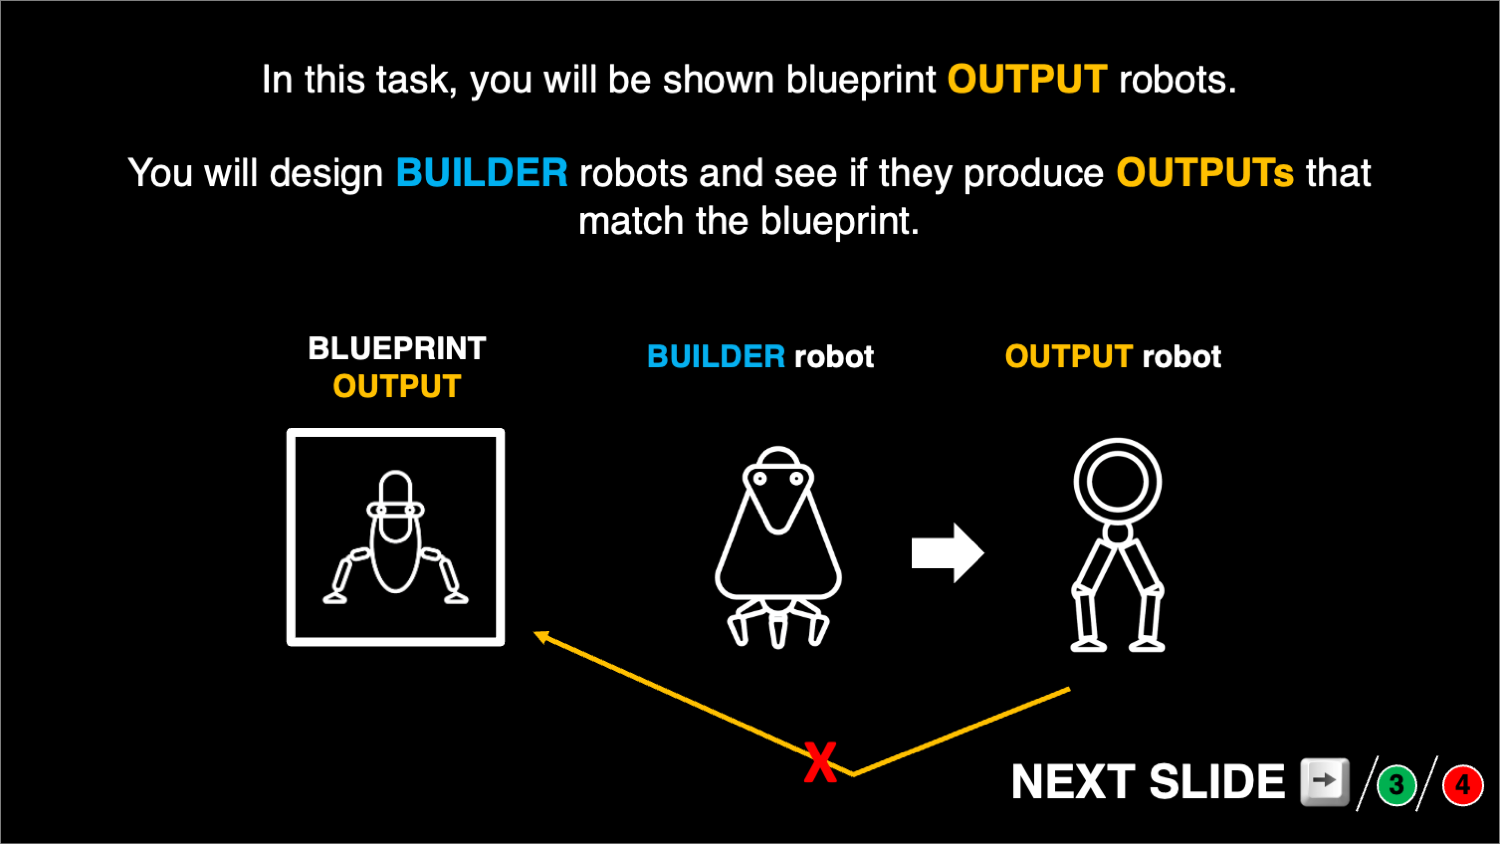 In this task, you will be shown blueprint OUTPUT robots.
You will design BUILDER robots and see if they produce OUTPUTs that
match the blueprint.
BLUEPRINT
OUTPUT
BUILDER robot
OUTPUT robot
X
NEXT SLIDE → / 3 / 4